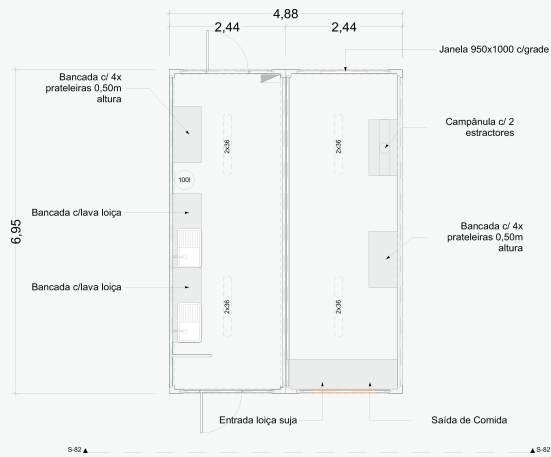 4,88
2,44
2,44
Janela 950x1000 c/grade
Bancada c/ 4x
prateleiras 0,50m
altura
Campânula c/ 2
estractores
2x36
2x36
100l
Bancada c/lava loiça
6,95
Bancada c/ 4x
prateleiras 0,50m
altura
Bancada c/lava loiça
2x36
2x36
Entrada loiça suja
Saída de Comida
S-82
S-82